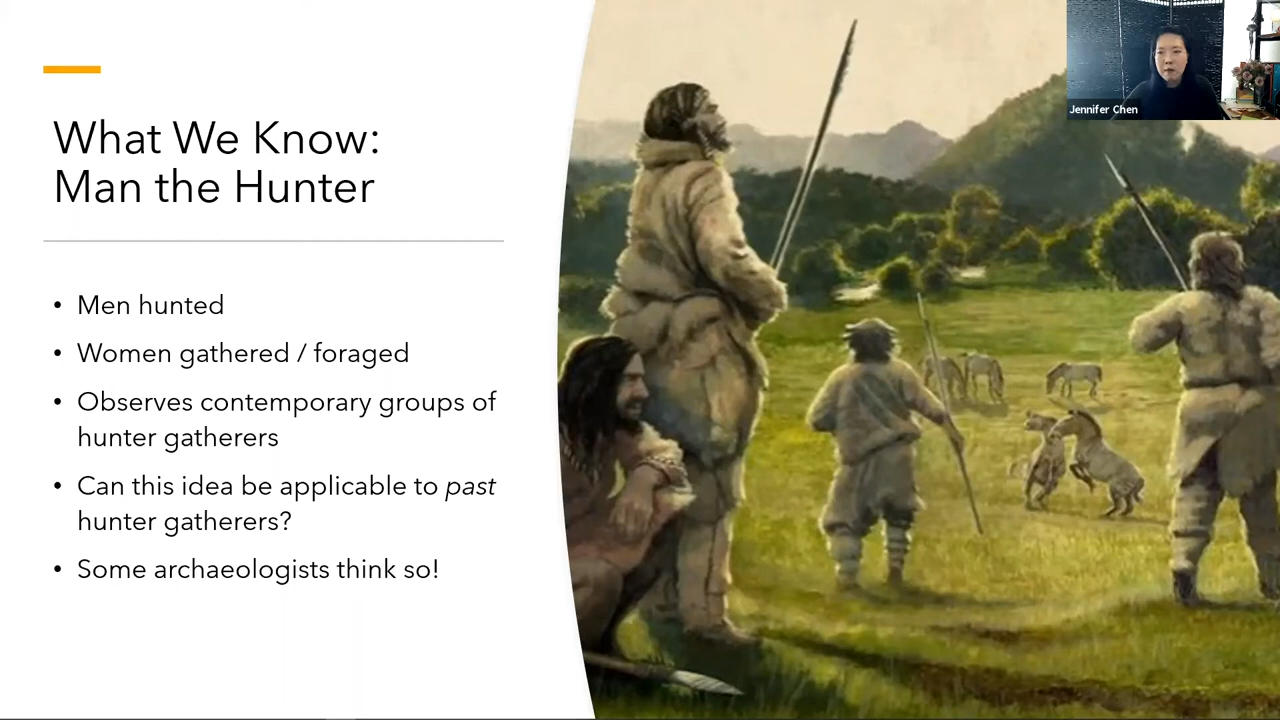 What We Know:
Man the Hunter
• Men hunted
• Women gathered / foraged
• Observes contemporary groups of
hunter gatherers
• Can this idea be applicable to past
hunter gatherers?
• Some archaeologists think so!
Jennifer Chen